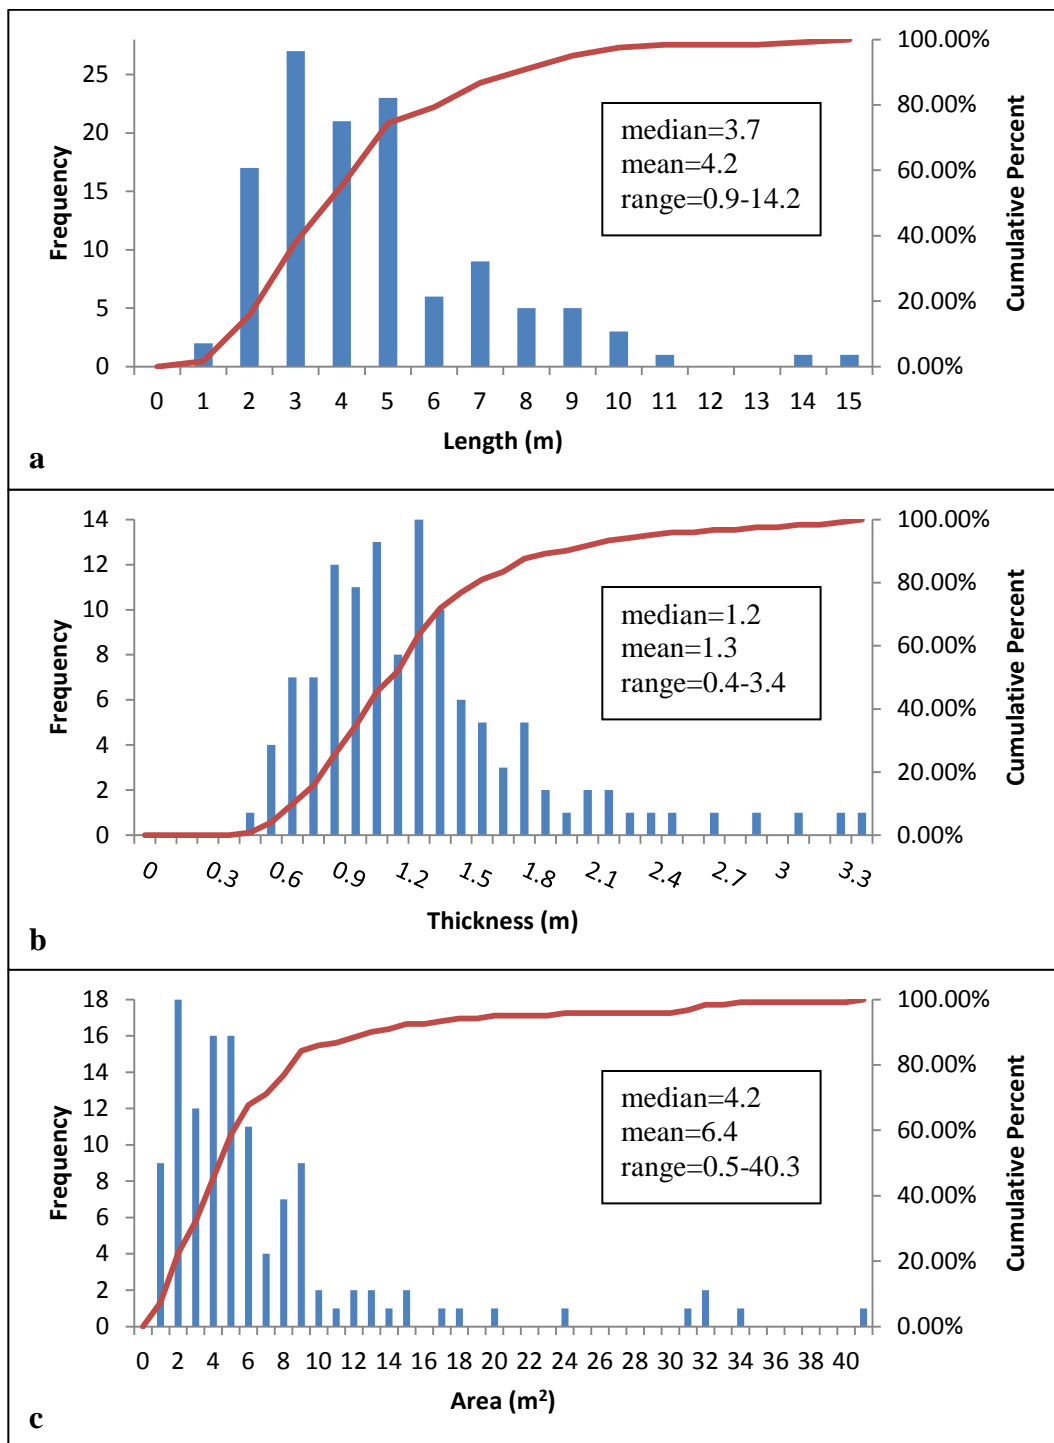 25
20
15
10
5
0
Frequency
100.00%
80.00%
60.00%
40.00%
20.00%
0.00%
Cumulative Percent
median=3.7
mean=4.2
range=0.9-14.2
0 1 2 3 4 5 6 7 8 9 10 11 12 13 14 15
Length (m)
a
14
12
10
8
6
4
2
0
Frequency
100.00%
80.00%
60.00%
40.00%
20.00%
0.00%
Cumulative Percent
median=1.2
mean=1.3
range=0.4-3.4
0 0.3 0.6 0.9 1.2 1.5 1.8 2.1 2.4 2.7 3 3.3
Thickness (m)
b
18
16
14
12
10
8
6
4
2
0
Frequency
100.00%
80.00%
60.00%
40.00%
20.00%
0.00%
Cumulative Percent
median=4.2
mean=6.4
range=0.5-40.3
0 2 4 6 8 10 12 14 16 18 20 22 24 26 28 30 32 34 36 38 40
Area (m²)
c